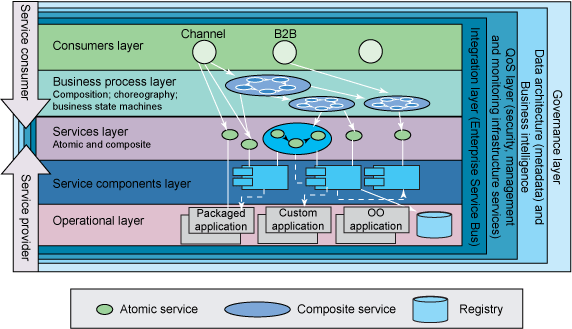 Service consumer
Service provider
Consumers layer
Channel
B2B
Business process layer
Composition; choreography;
business state machines
Services layer
Atomic and composite
Service components layer
Operational layer
Packaged
application
Custom
application
OO
application
Integration layer (Enterprise Service Bus)
QoS layer (security, management
and monitoring infrastructure services)
Data architecture (metadata) and
Business intelligence
Governance layer
Atomic service
Composite service
Registry